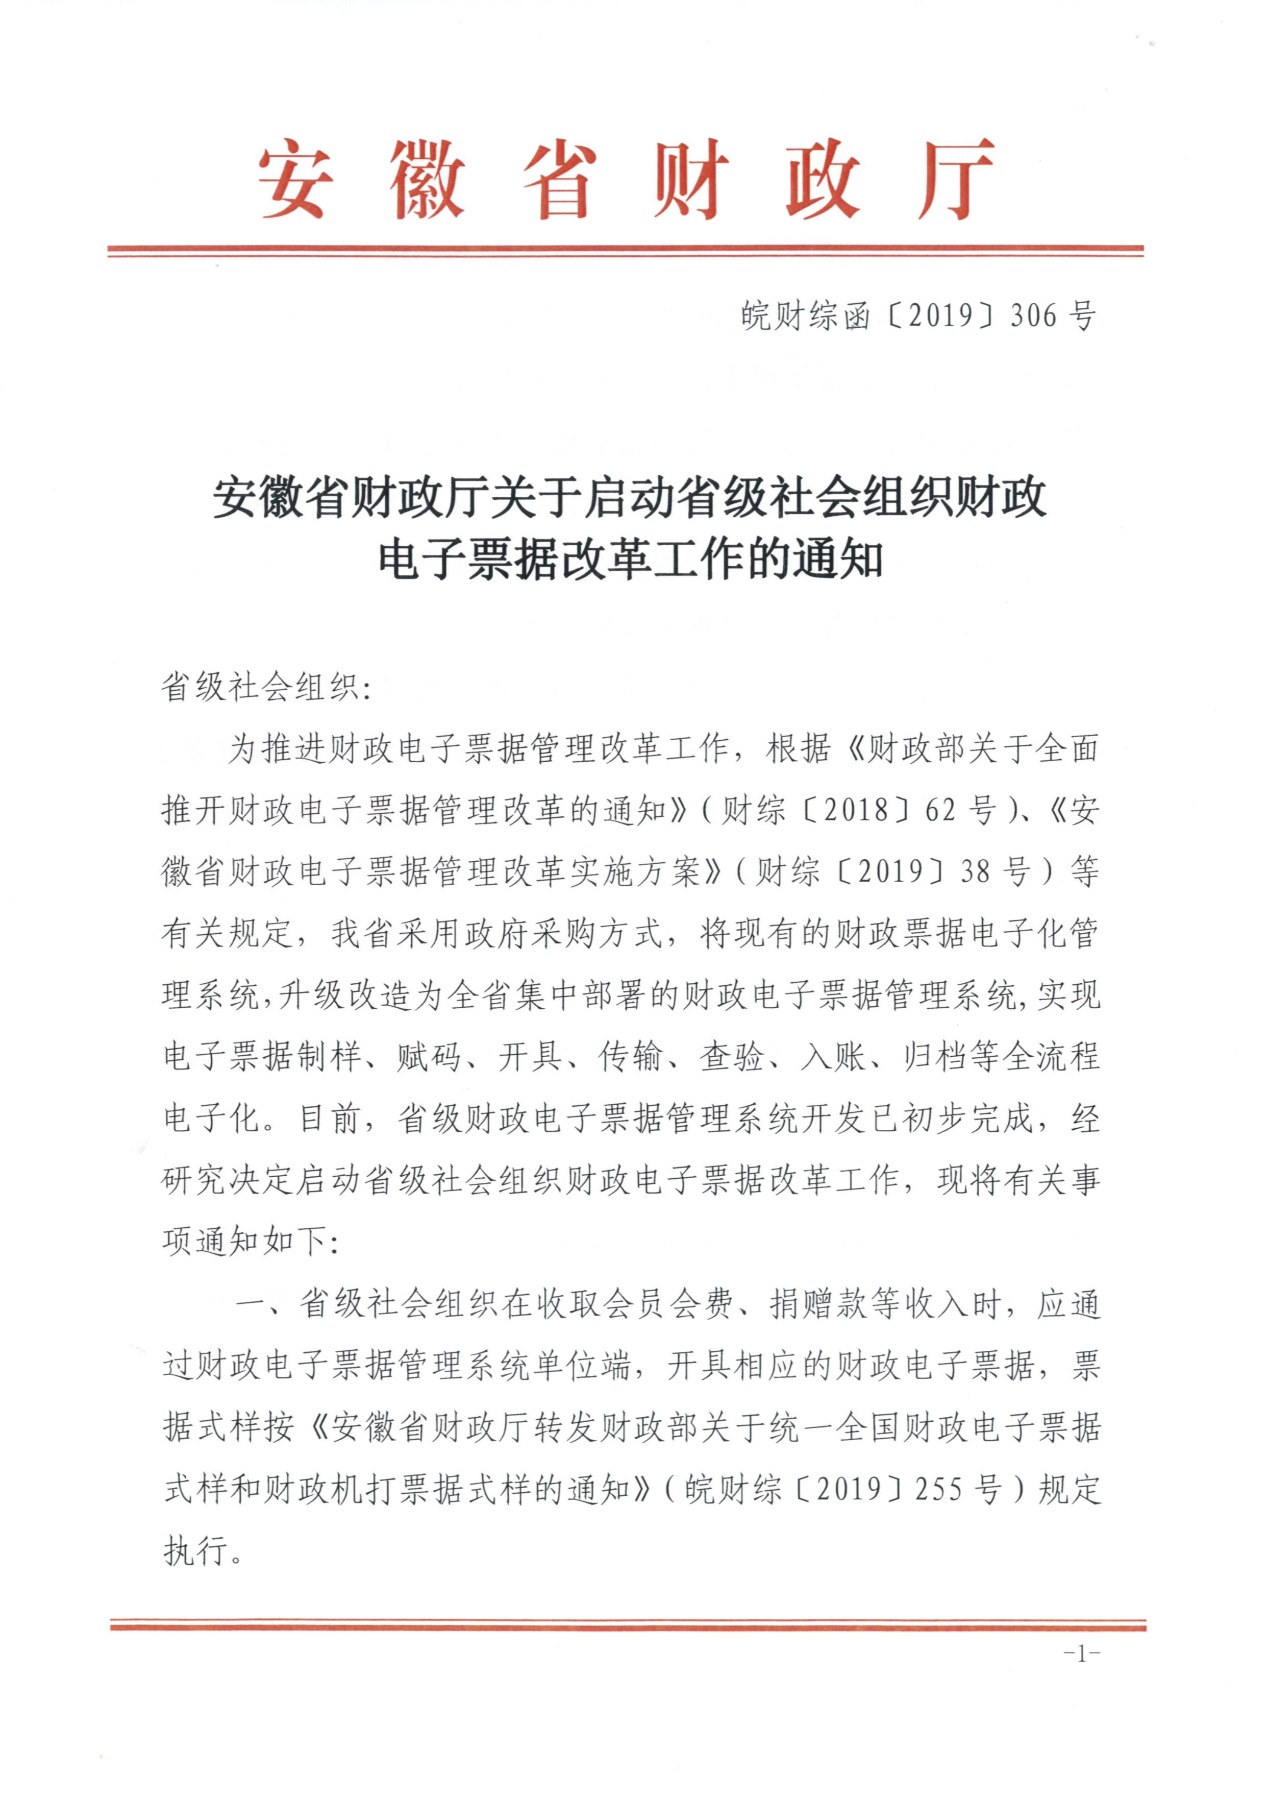 安徽省财政厅
皖财综函〔2019〕306号
安徽省财政厅关于启动省级社会组织财政
电子票据改革工作的通知
省级社会组织:
为推进财政电子票据管理改革工作，根据《财政部关于全面
推开财政电子票据管理改革的通知》（财综〔2018〕62号）、《安
徽省财政电子票据管理改革实施方案》（财综〔2019〕38号）等
有关规定，我省采用政府采购方式，将现有的财政票据电子化管
理系统,升级改造为全省集中部署的财政电子票据管理系统,实现
电子票据制样、赋码、开具、传输、查验、入账、归档等全流程
电子化。目前，省级财政电子票据管理系统开发已初步完成，经
研究决定启动省级社会组织财政电子票据改革工作，现将有关事
项通知如下:
一、省级社会组织在收取会员会费、捐赠款等收入时，应通
过财政电子票据管理系统单位端，开具相应的财政电子票据，票
据式样按《安徽省财政厅转发财政部关于统一全国财政电子票据
式样和财政机打票据式样的通知》（皖财综〔2019〕255号）规定
执行。
-1-